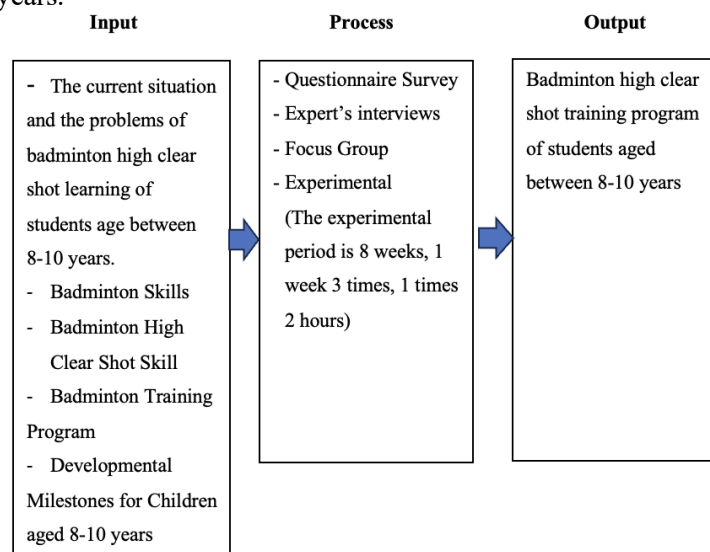 years.
Input
Process
Output
- The current situation
and the problems of
badminton high clear
shot learning of
students age between
8-10 years.
- Badminton Skills
- Badminton High
Clear Shot Skill
- Badminton Training
Program
- Developmental
Milestones for Children
aged 8-10 years
- Questionnaire Survey
- Expert’s interviews
- Focus Group
- Experimental
(The experimental
period is 8 weeks, 1
week 3 times, 1 times
2 hours)
Badminton high clear
shot training program
of students aged
between 8-10 years